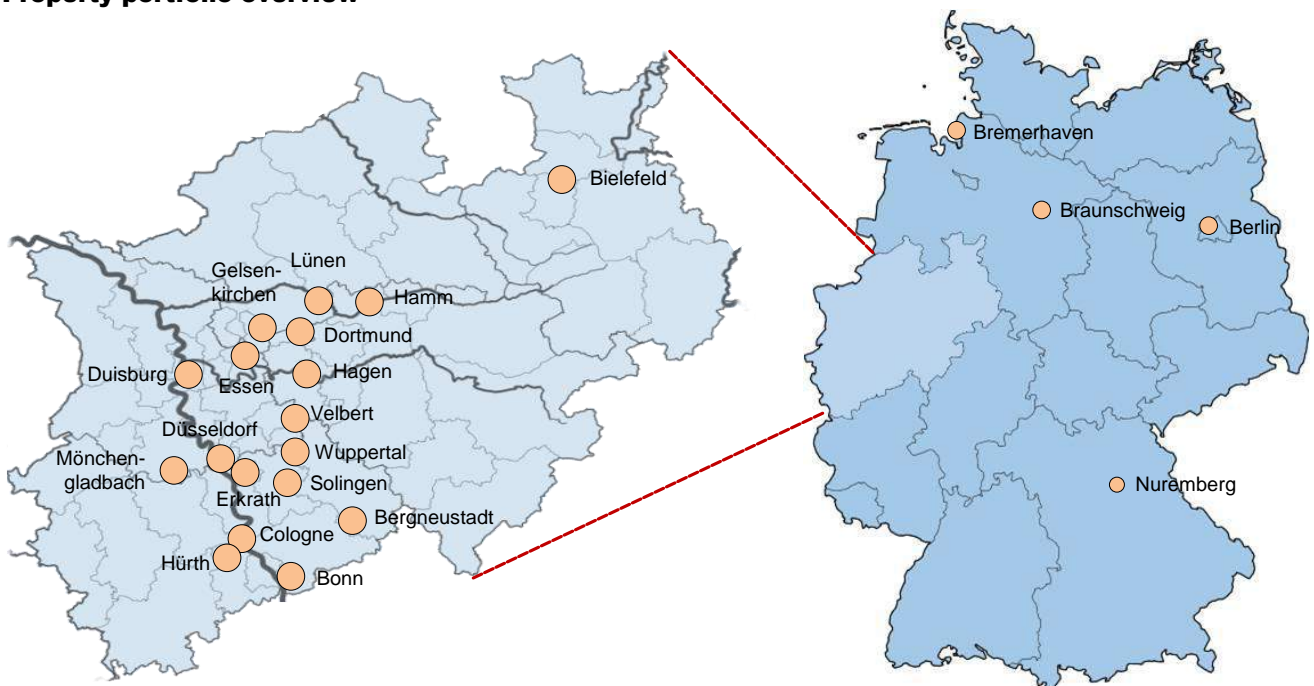 Property portfolio overview
Bremerhaven
Bielefeld
Braunschweig
Berlin
Lünen
Gelsen-
kirchen
Hamm
Dortmund
Duisburg
Essen
Hagen
Velbert
Düsseldorf
Wuppertal
Mönchen-
gladbach
Erkrath
Solingen
Nuremberg
Bergneustadt
Cologne
Hürth
Bonn